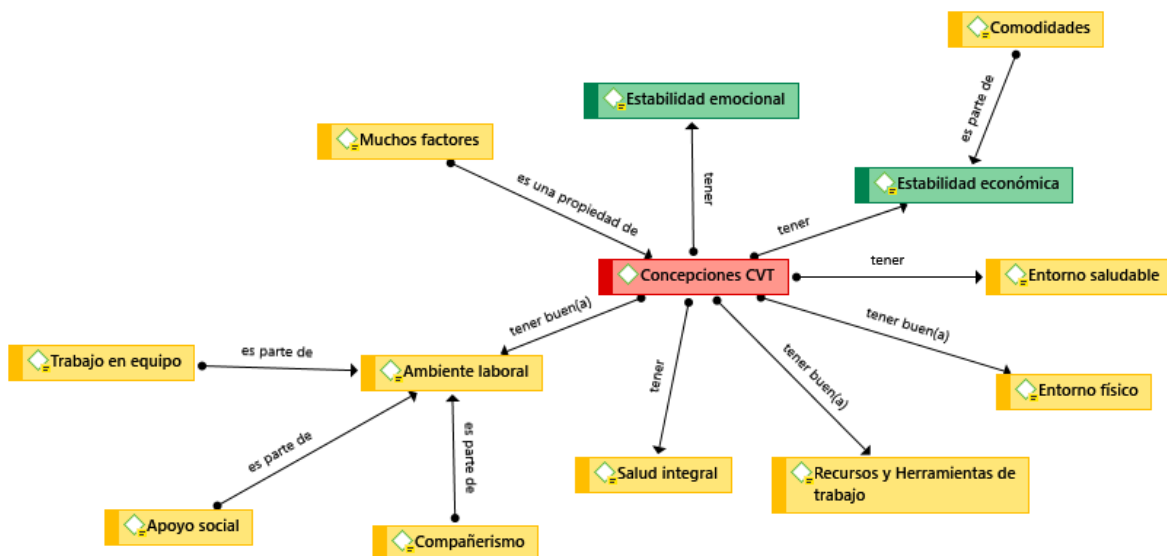 Comodidades
es parte de
Estabilidad emocional
Muchos factores
es una propiedad de
tener
Estabilidad económica
tener
Concepciones CVT
tener
Entorno saludable
tener buen(a)
tener buen(a)
Trabajo en equipo
es parte de
Ambiente laboral
tener
tener buen(a)
Entorno físico
es parte de
es parte de
Salud integral
Recursos y Herramientas de
trabajo
Apoyo social
Compañerismo